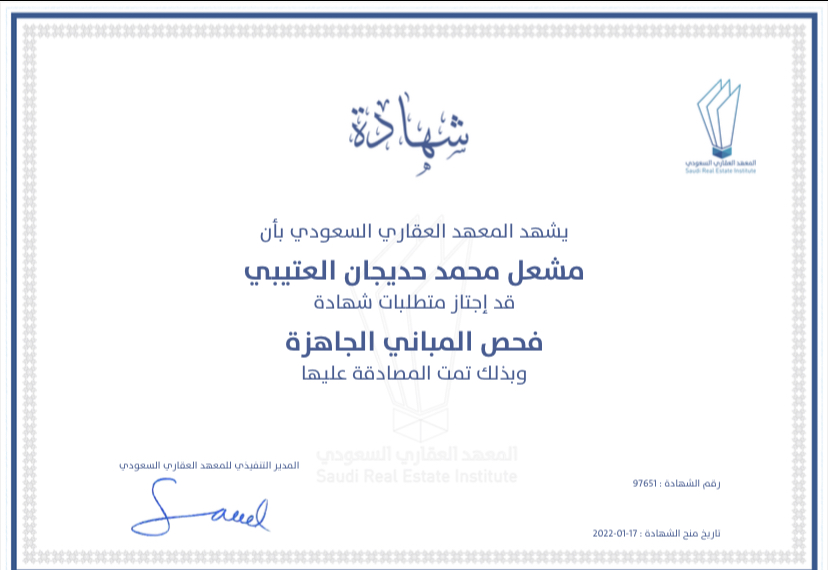 شهادة
المعهد العقاري السعودي
Saudi Real Estate Institute
يشهد المعهد العقاري السعودي بأن
مشعل محمد حديجان العتيبي
قد إجتاز متطلبات شهادة
فحص المباني الجاهزة
وبذلك تمت المصادقة عليها
المعهد العقاري السعودي
Saudi Real Estate Institute
المدير التنفيذي للمعهد العقاري السعودي
رقم الشهادة : 97651
تاريخ منح الشهادة : 17-01-2022